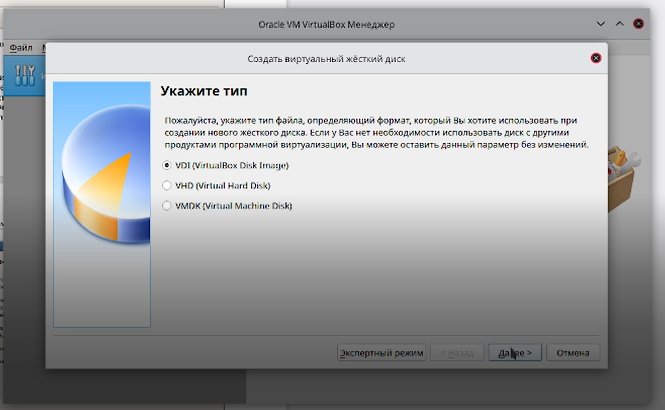 Oracle VM VirtualBox Менеджер
Файл
Создать виртуальный жёсткий диск
Укажите тип
Пожалуйста, укажите тип файла, определяющий формат, который Вы хотите использовать при
создании нового жесткого диска. Если у Вас нет необходимости использовать диск с другими
продуктами программной виртуализации, Вы можете оставить данный параметр без изменений.
VDI (VirtualBox Disk Image)
VHD (Virtual Hard Disk)
VMDK (Virtual Machine Disk)
Экспертный режим
< Назад
Далее >
Отмена